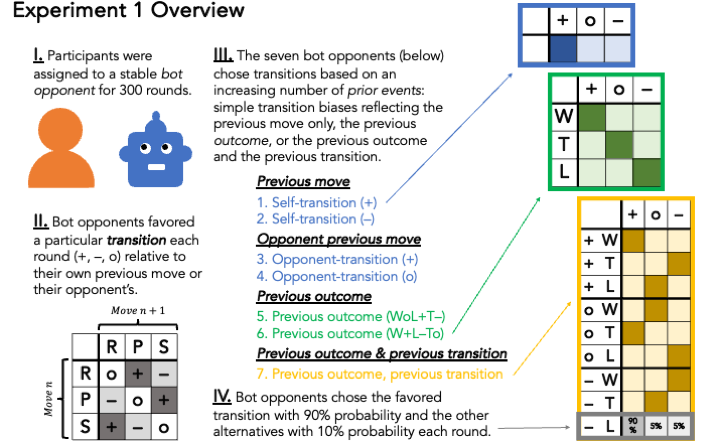 Experiment 1 Overview
I. Participants were
assigned to a stable bot
opponent for 300 rounds.
II. Bot opponents favored
a particular transition each
round (+, –, o) relative to
their own previous move or
their opponent's.
Move n + 1
R P S
Move n
R o + –
P – o +
S + – o
III. The seven bot opponents (below)
chose transitions based on an
increasing number of prior events:
simple transition biases reflecting the
previous move only, the previous
outcome, or the previous outcome
and the previous transition.
Previous move
1. Self-transition (+)
2. Self-transition (–)
Opponent previous move
3. Opponent-transition (+)
4. Opponent-transition (o)
Previous outcome
5. Previous outcome (WoL+T–)
6. Previous outcome (W+L–To)
Previous outcome & previous transition
7. Previous outcome, previous transition
IV. Bot opponents chose the favored
transition with 90% probability and the other
alternatives with 10% probability each round.
+ o –
+ o –
W
T
L
+ o –
+ W
+ T
+ L
o W
o T
o L
– W
– T
– L 90 % 5% 5%